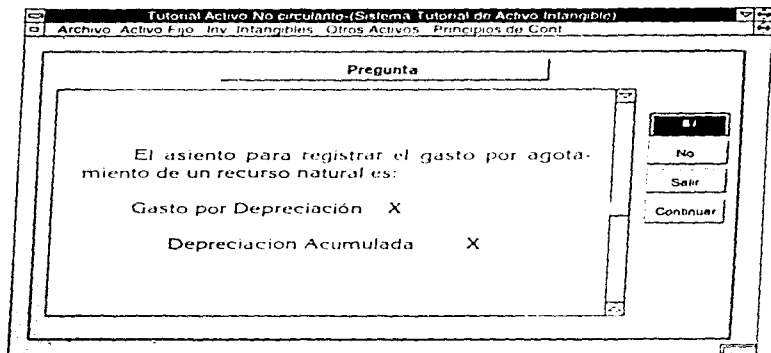 Tutorial Activo No circulante-(Sistema Tutorial de Activo Intangible)
Archivo Activo Fijo Inv. Intangibles Otros Activos Principios de Cont
Pregunta
El asiento para registrar el gasto por agota-
miento de un recurso natural es:
Gasto por Depreciación X
Depreciacion Acumulada X
No
Salir
Continuar